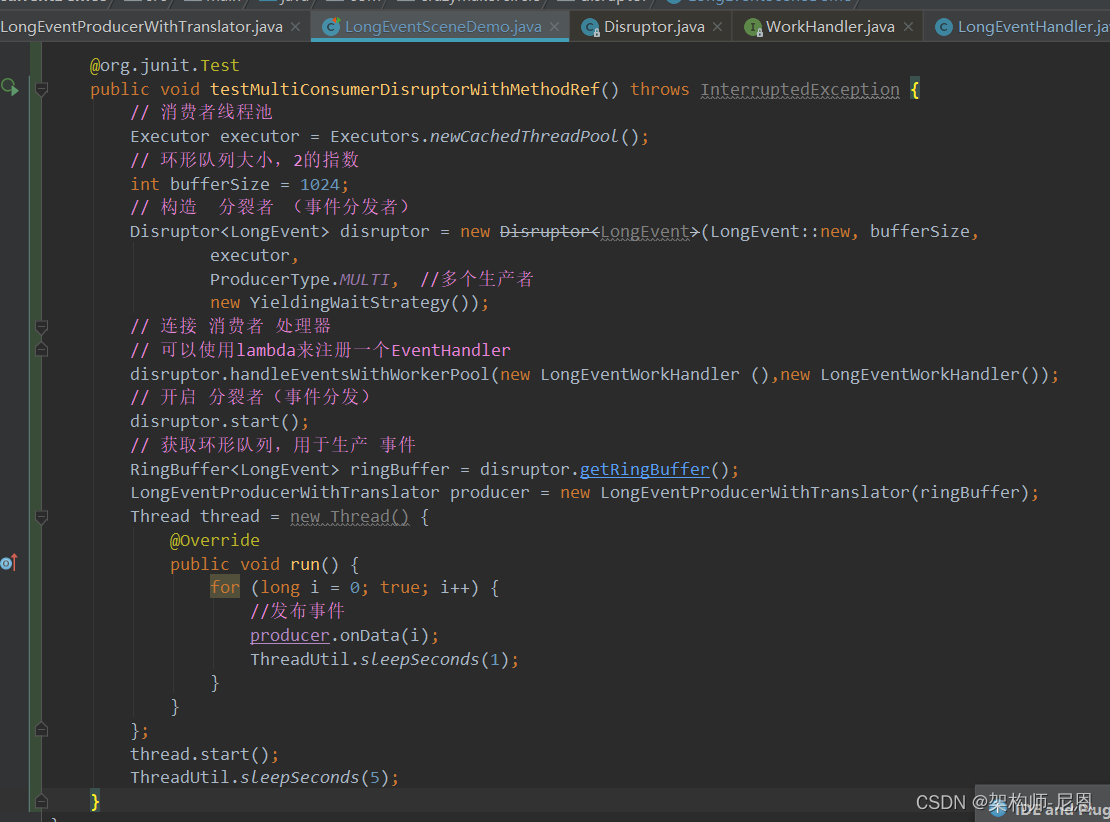 LongEventProducerWithTranslator.java × LongEventSceneDemo.java × Disruptor.java × WorkHandler.java × LongEventHandler.ja
@org.junit.Test
public void testMultiConsumerDisruptorWithMethodRef() throws InterruptedException {
// 消费者线程池
Executor executor = Executors.newCachedThreadPool();
// 环形队列大小，2的指数
int bufferSize = 1024;
// 构造  分裂者 （事件分发者）
Disruptor<LongEvent> disruptor = new Disruptor<LongEvent>(LongEvent::new, bufferSize,
executor,
ProducerType.MULTI,  //多个生产者
new YieldingWaitStrategy());
// 连接 消费者 处理器
// 可以使用lambda来注册一个EventHandler
disruptor.handleEventsWithWorkerPool(new LongEventWorkHandler (),new LongEventWorkHandler());
// 开启 分裂者（事件分发）
disruptor.start();
// 获取环形队列，用于生产 事件
RingBuffer<LongEvent> ringBuffer = disruptor.getRingBuffer();
LongEventProducerWithTranslator producer = new LongEventProducerWithTranslator(ringBuffer);
Thread thread = new Thread() {
@Override
public void run() {
for (long i = 0; true; i++) {
//发布事件
producer.onData(i);
ThreadUtil.sleepSeconds(1);
}
}
};
thread.start();
ThreadUtil.sleepSeconds(5);
}
CSDN @架构师-尼恩
IDE and Plug